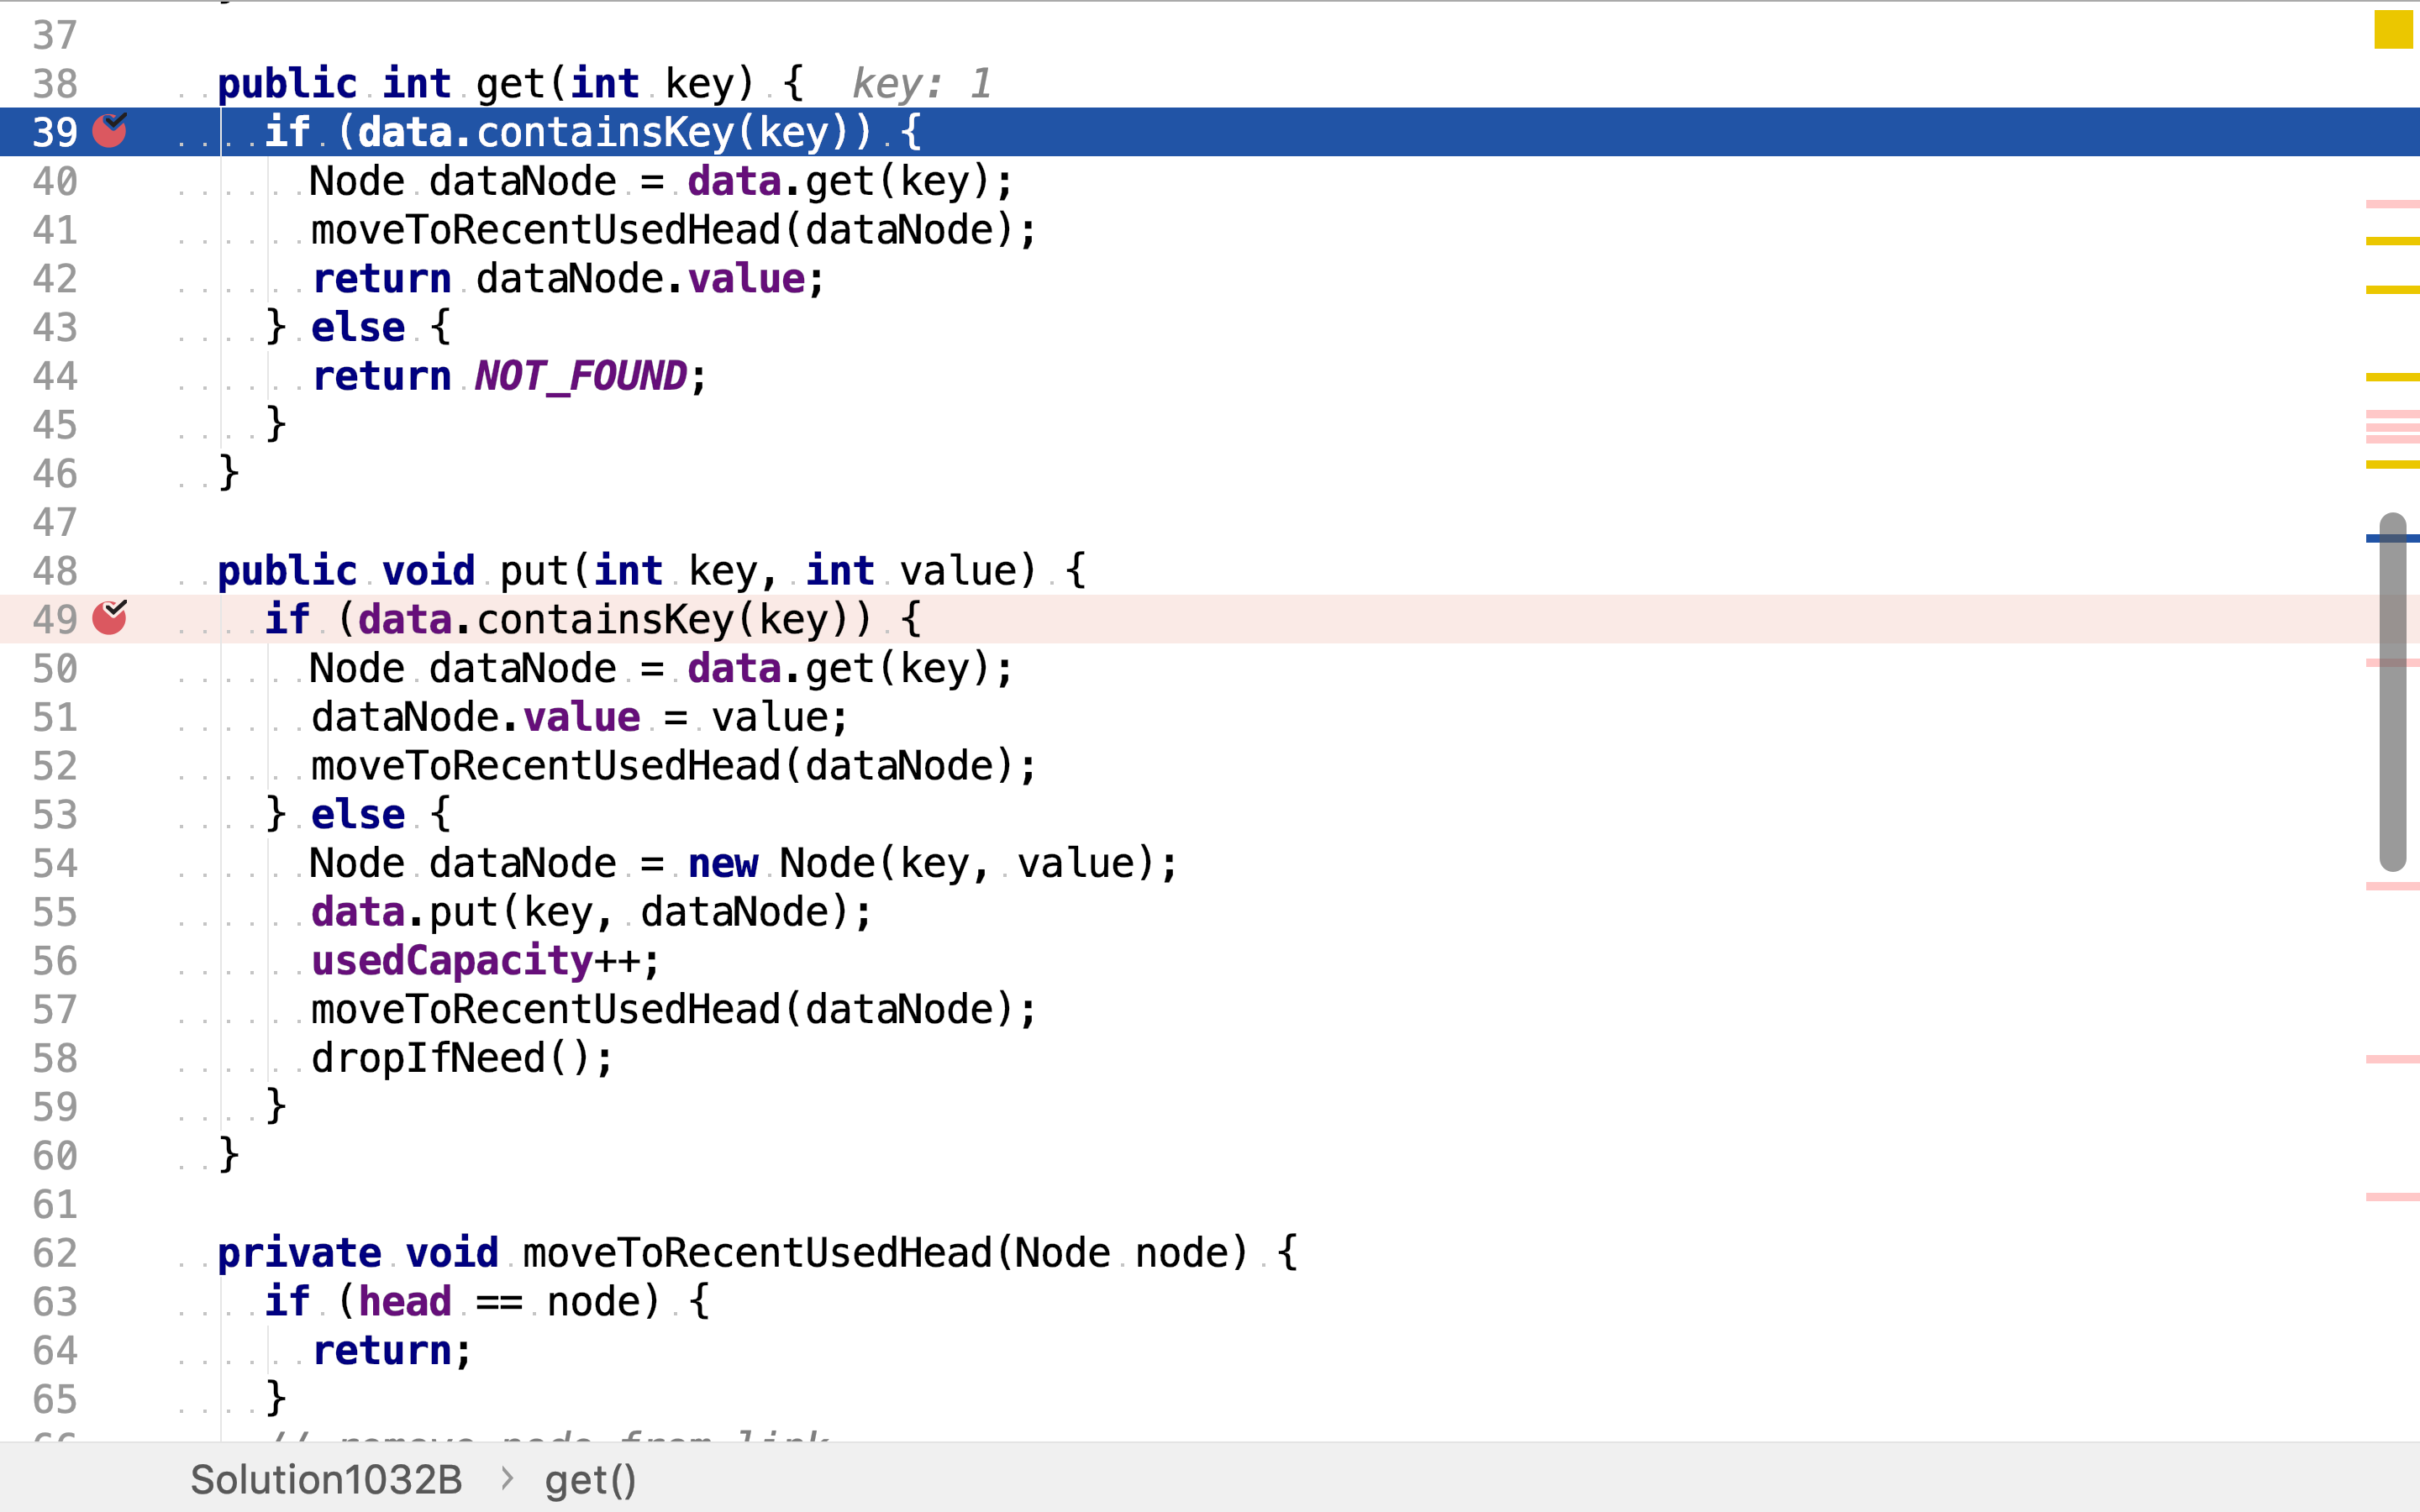 37
38 public int get(int key) { key: 1
39 if (data.containsKey(key)) {
40 Node dataNode = data.get(key);
41 moveToRecentUsedHead(dataNode);
42 return dataNode.value;
43 } else {
44 return NOT_FOUND;
45 }
46 }
47
48 public void put(int key, int value) {
49 if (data.containsKey(key)) {
50 Node dataNode = data.get(key);
51 dataNode.value = value;
52 moveToRecentUsedHead(dataNode);
53 } else {
54 Node dataNode = new Node(key, value);
55 data.put(key, dataNode);
56 usedCapacity++;
57 moveToRecentUsedHead(dataNode);
58 dropIfNeed();
59 }
60 }
61
62 private void moveToRecentUsedHead(Node node) {
63 if (head == node) {
64 return;
65 }
66 // remove node from link
Solution1032B > get()